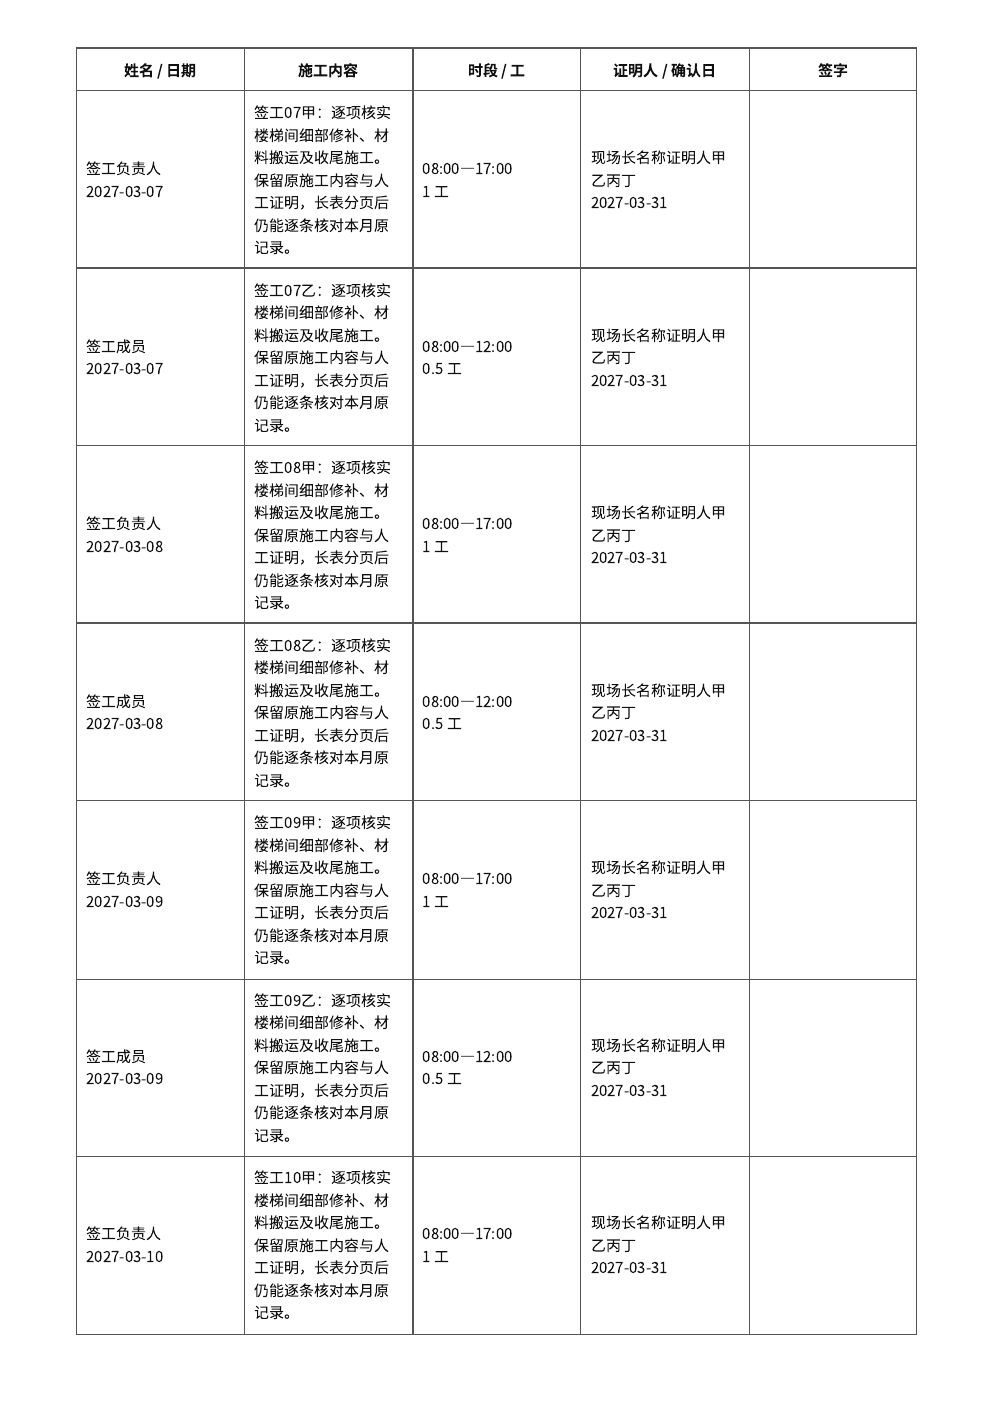 姓名 / 日期
施工内容
时段 / 工
证明人 / 确认日
签字
签工负责人
2027-03-07
签工07甲：逐项核实
楼梯间细部修补、材
料搬运及收尾施工。
保留原施工内容与人
工证明，长表分页后
仍能逐条核对本月原
记录。
08:00—17:00
1 工
现场长名称证明人甲
乙丙丁
2027-03-31
签工成员
2027-03-07
签工07乙：逐项核实
楼梯间细部修补、材
料搬运及收尾施工。
保留原施工内容与人
工证明，长表分页后
仍能逐条核对本月原
记录。
08:00—12:00
0.5 工
现场长名称证明人甲
乙丙丁
2027-03-31
签工负责人
2027-03-08
签工08甲：逐项核实
楼梯间细部修补、材
料搬运及收尾施工。
保留原施工内容与人
工证明，长表分页后
仍能逐条核对本月原
记录。
08:00—17:00
1 工
现场长名称证明人甲
乙丙丁
2027-03-31
签工成员
2027-03-08
签工08乙：逐项核实
楼梯间细部修补、材
料搬运及收尾施工。
保留原施工内容与人
工证明，长表分页后
仍能逐条核对本月原
记录。
08:00—12:00
0.5 工
现场长名称证明人甲
乙丙丁
2027-03-31
签工负责人
2027-03-09
签工09甲：逐项核实
楼梯间细部修补、材
料搬运及收尾施工。
保留原施工内容与人
工证明，长表分页后
仍能逐条核对本月原
记录。
08:00—17:00
1 工
现场长名称证明人甲
乙丙丁
2027-03-31
签工成员
2027-03-09
签工09乙：逐项核实
楼梯间细部修补、材
料搬运及收尾施工。
保留原施工内容与人
工证明，长表分页后
仍能逐条核对本月原
记录。
08:00—12:00
0.5 工
现场长名称证明人甲
乙丙丁
2027-03-31
签工负责人
2027-03-10
签工10甲：逐项核实
楼梯间细部修补、材
料搬运及收尾施工。
保留原施工内容与人
工证明，长表分页后
仍能逐条核对本月原
记录。
08:00—17:00
1 工
现场长名称证明人甲
乙丙丁
2027-03-31